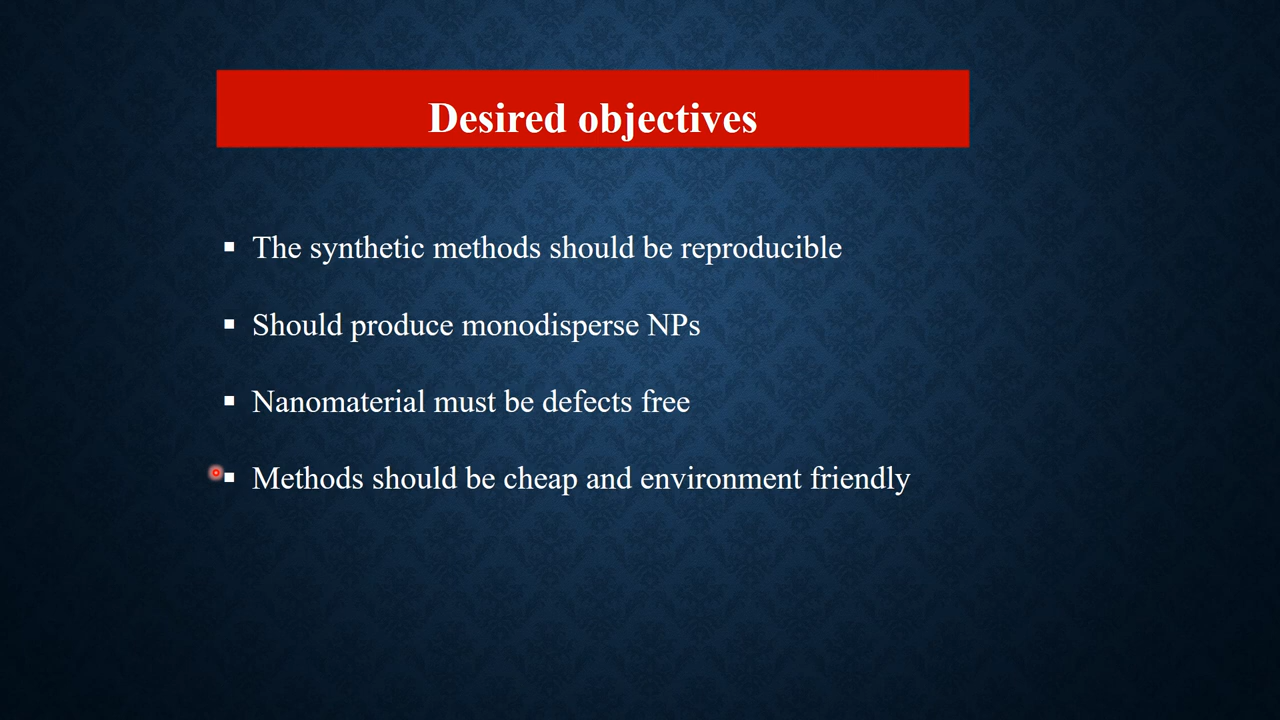 Desired objectives
▪ The synthetic methods should be reproducible
▪ Should produce monodisperse NPs
▪ Nanomaterial must be defects free
▪ Methods should be cheap and environment friendly